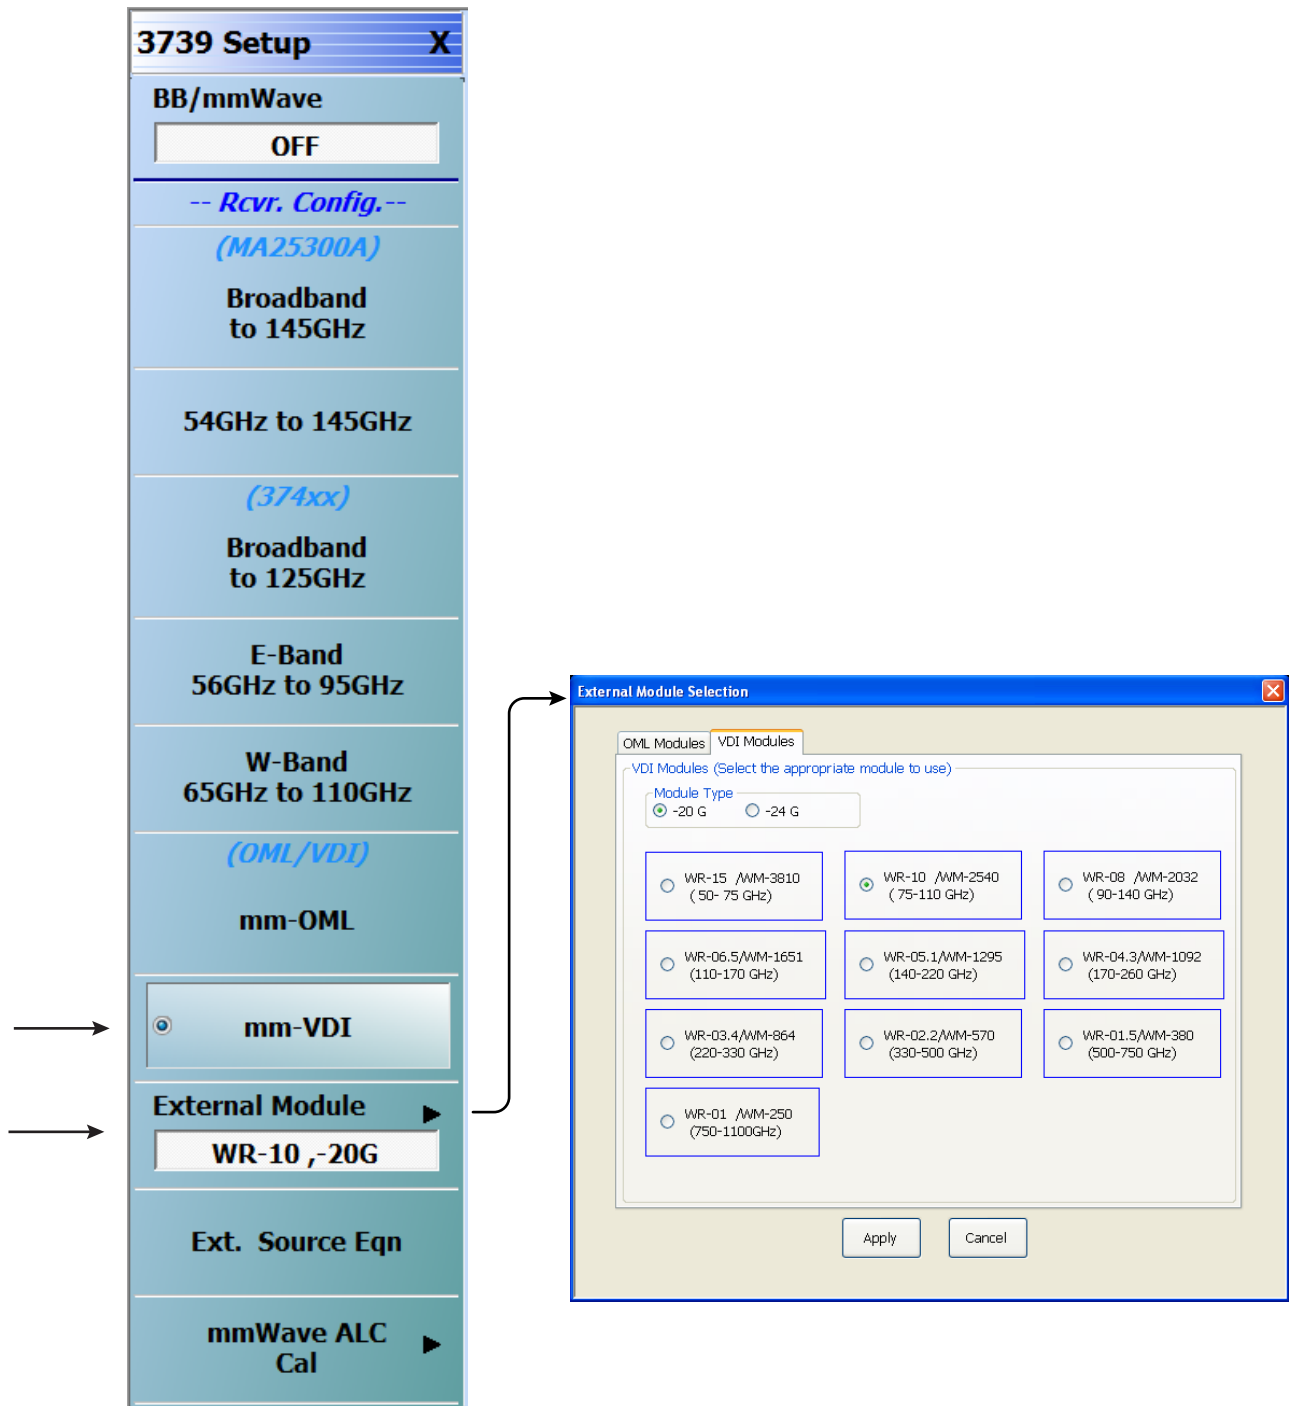 3739 Setup X
BB/mmWave
OFF
-- Rcvr. Config.--
(MA25300A)
Broadband
to 145GHz
54GHz to 145GHz
(374xx)
Broadband
to 125GHz
E-Band
56GHz to 95GHz
W-Band
65GHz to 110GHz
(OML/VDI)
mm-OML
mm-VDI
External Module
WR-10 ,-20G
Ext. Source Eqn
mmWave ALC
Cal
External Module Selection
OML Modules VDI Modules
VDI Modules (Select the appropriate module to use)
Module Type
-20 G -24 G
WR-15 /WM-3810
( 50- 75 GHz)
WR-10 /WM-2540
( 75-110 GHz)
WR-08 /WM-2032
( 90-140 GHz)
WR-06.5/WM-1651
(110-170 GHz)
WR-05.1/WM-1295
(140-220 GHz)
WR-04.3/WM-1092
(170-260 GHz)
WR-03.4/WM-864
(220-330 GHz)
WR-02.2/WM-570
(330-500 GHz)
WR-01.5/WM-380
(500-750 GHz)
WR-01 /WM-250
(750-1100GHz)
Apply Cancel